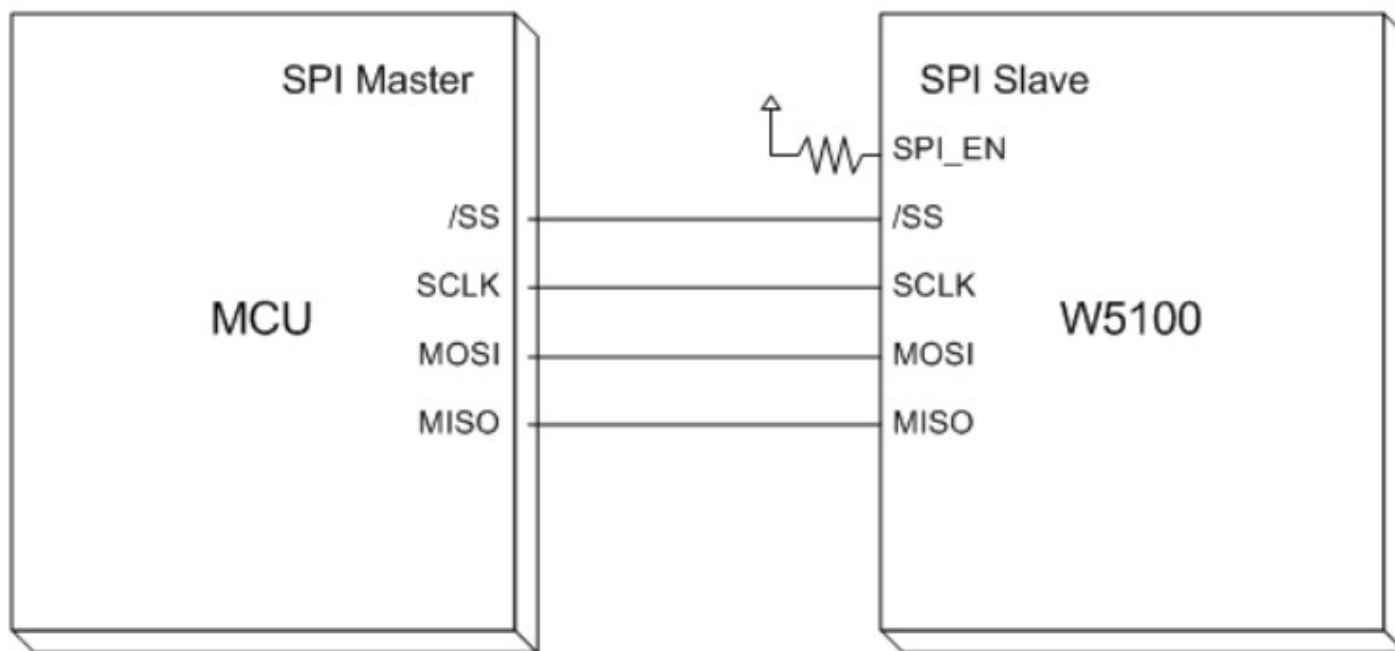 SPI Master
/SS
SCLK
MCU
MOSI
MISO
SPI Slave
SPI_EN
/SS
SCLK
W5100
MOSI
MISO